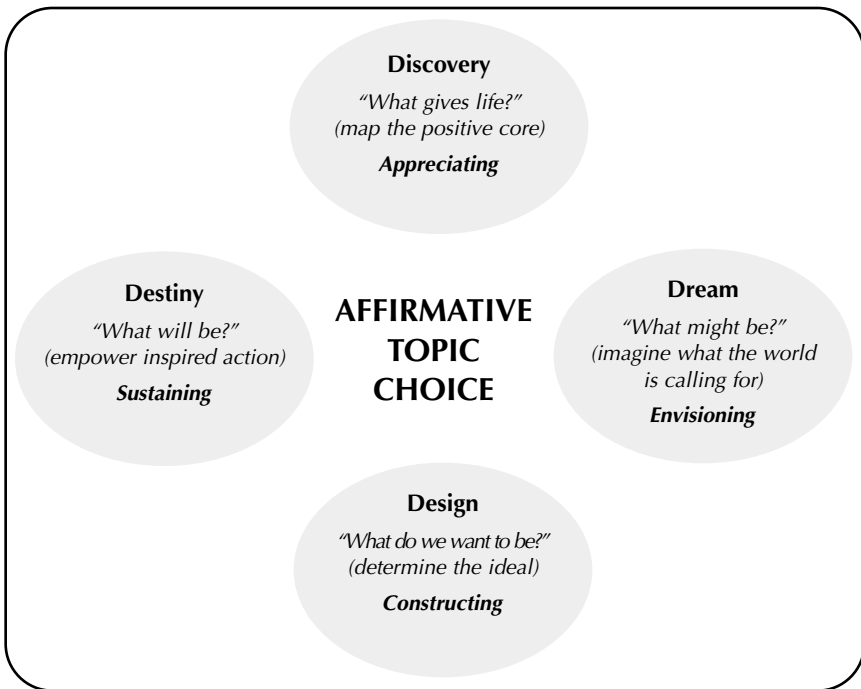 Discovery
“What gives life?”
(map the positive core)
Appreciating
Destiny
“What will be?”
(empower inspired action)
Sustaining
AFFIRMATIVE
TOPIC
CHOICE
Dream
“What might be?”
(imagine what the world
is calling for)
Envisioning
Design
“What do we want to be?”
(determine the ideal)
Constructing